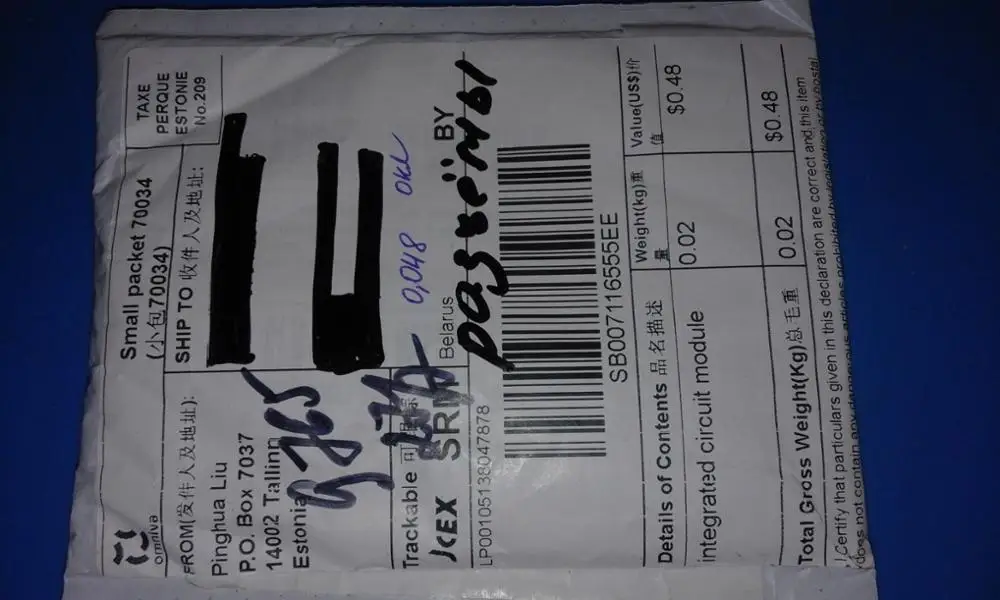 omniva
Small packet 70034
(小包70034)
TAXE
PERQUE
ESTONIE
No.209
FROM(发件人及地址):
Pinghua Liu
P.O. Box 7037
14002 Tallinn
Estonia
SHIP TO 收件人及地址:
0,048
Belarus BY
разъёмы
Trackable
SRM
LP00105138047878
SB007116555EE
Details of Contents 品名描述
Weight(kg)重量
Value(US$)价值
integrated circuit module
0.02
$0.48
Total Gross Weight(Kg)总毛重
0.02
$0.48
I Certify that particulars given in this declaration are correct and this item
does not contain any dangerous articles prohibited by legislation or by postal